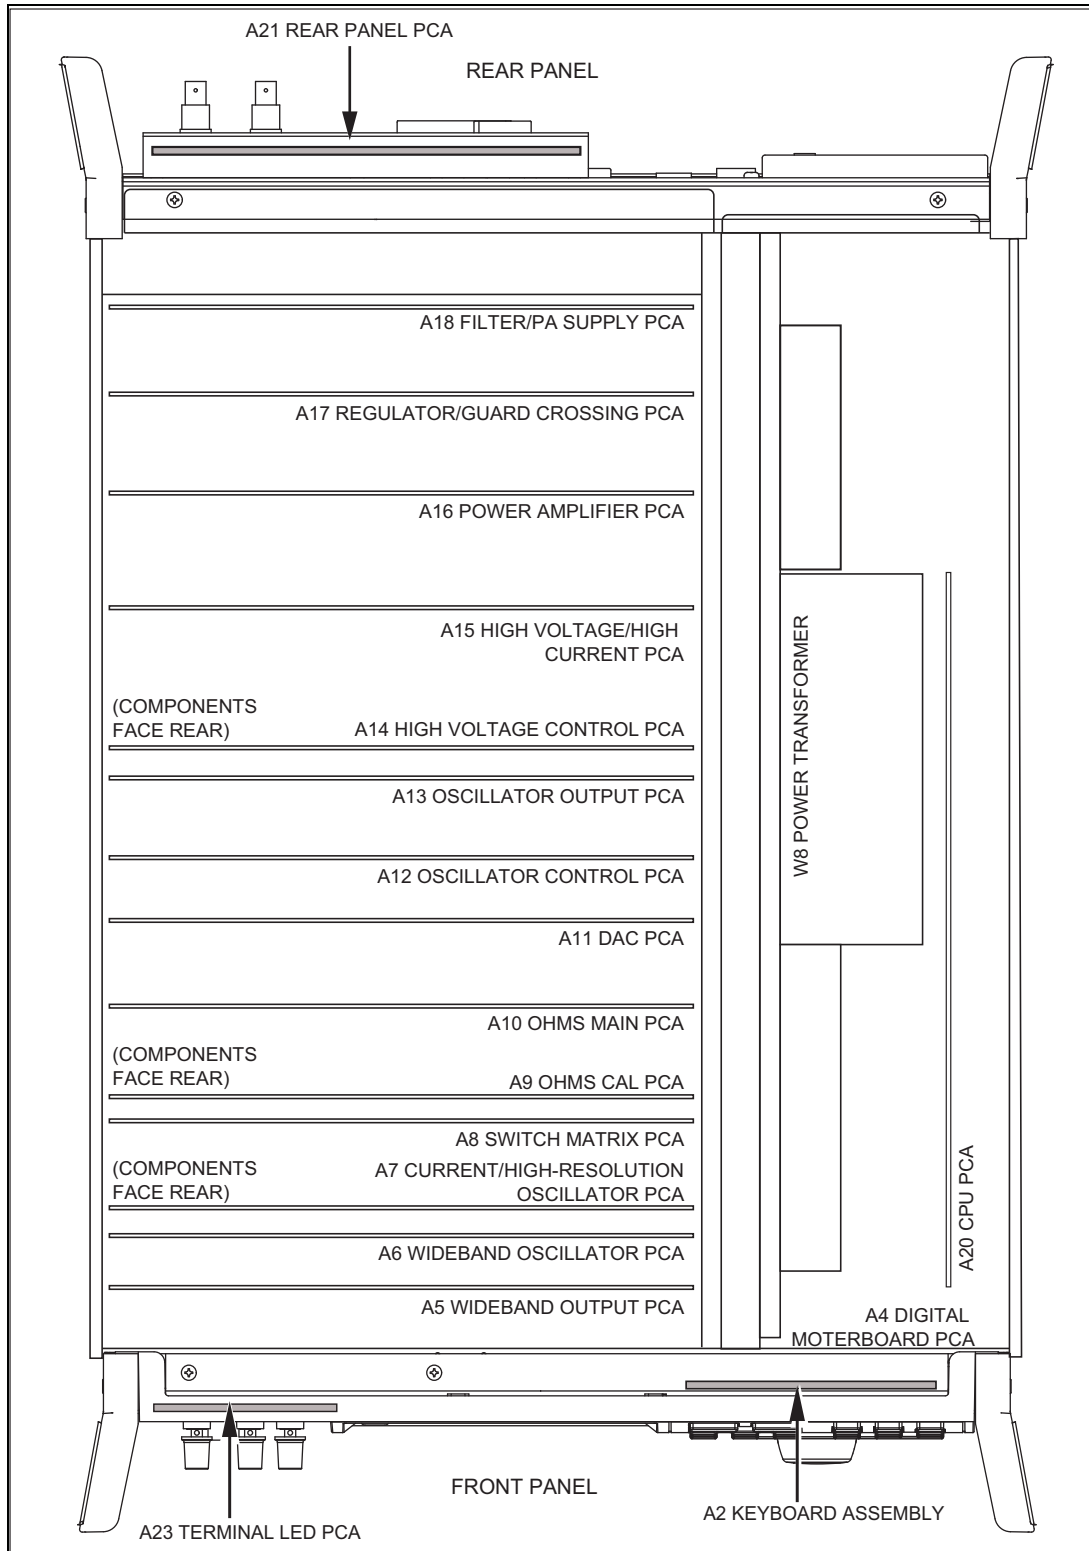 A21 REAR PANEL PCA
REAR PANEL
A18 FILTER/PA SUPPLY PCA
A17 REGULATOR/GUARD CROSSING PCA
A16 POWER AMPLIFIER PCA
A15 HIGH VOLTAGE/HIGH
CURRENT PCA
(COMPONENTS
FACE REAR)
A14 HIGH VOLTAGE CONTROL PCA
A13 OSCILLATOR OUTPUT PCA
A12 OSCILLATOR CONTROL PCA
A11 DAC PCA
A10 OHMS MAIN PCA
(COMPONENTS
FACE REAR)
A9 OHMS CAL PCA
A8 SWITCH MATRIX PCA
(COMPONENTS
FACE REAR)
A7 CURRENT/HIGH-RESOLUTION
OSCILLATOR PCA
A6 WIDEBAND OSCILLATOR PCA
A5 WIDEBAND OUTPUT PCA
W8 POWER TRANSFORMER
A20 CPU PCA
A4 DIGITAL
MOTERBOARD PCA
FRONT PANEL
A2 KEYBOARD ASSEMBLY
A23 TERMINAL LED PCA